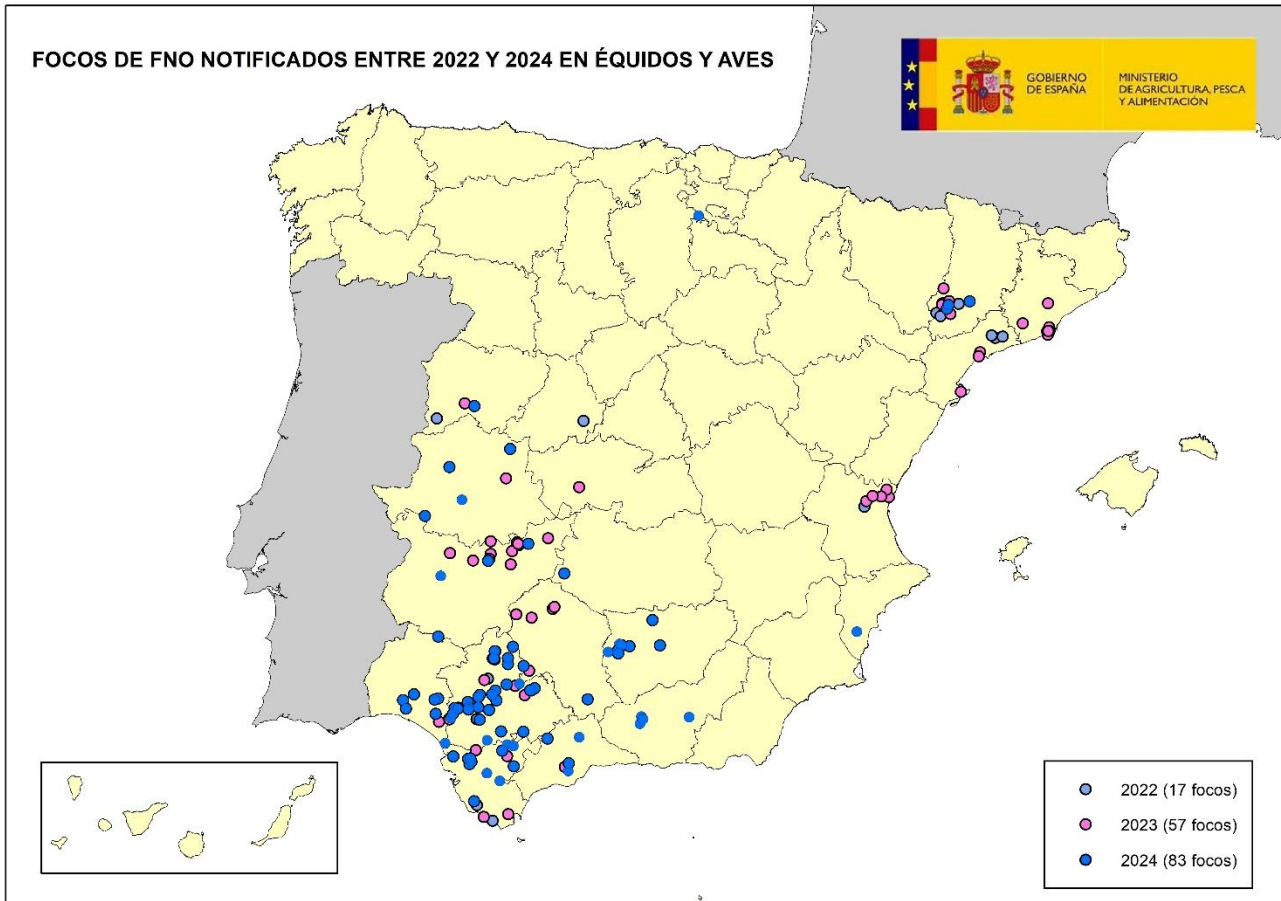 FOCOS DE FNO NOTIFICADOS ENTRE 2022 Y 2024 EN ÉQUIDOS Y AVES
GOBIERNO
DE ESPAÑA
MINISTERIO
DE AGRICULTURA, PESCA
Y ALIMENTACIÓN
2022 (17 focos)
2023 (57 focos)
2024 (83 focos)